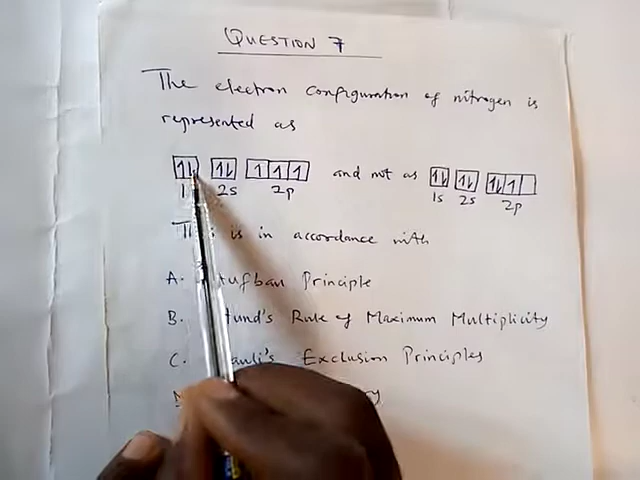 QUESTION 7
The electron configuration of nitrogen is
represented as
1 2s 2p and not as 1s 2s 2p
is in accordance with
A. Principle
B. Rule of Maximum Multiplicity
C. Exclusion Principles